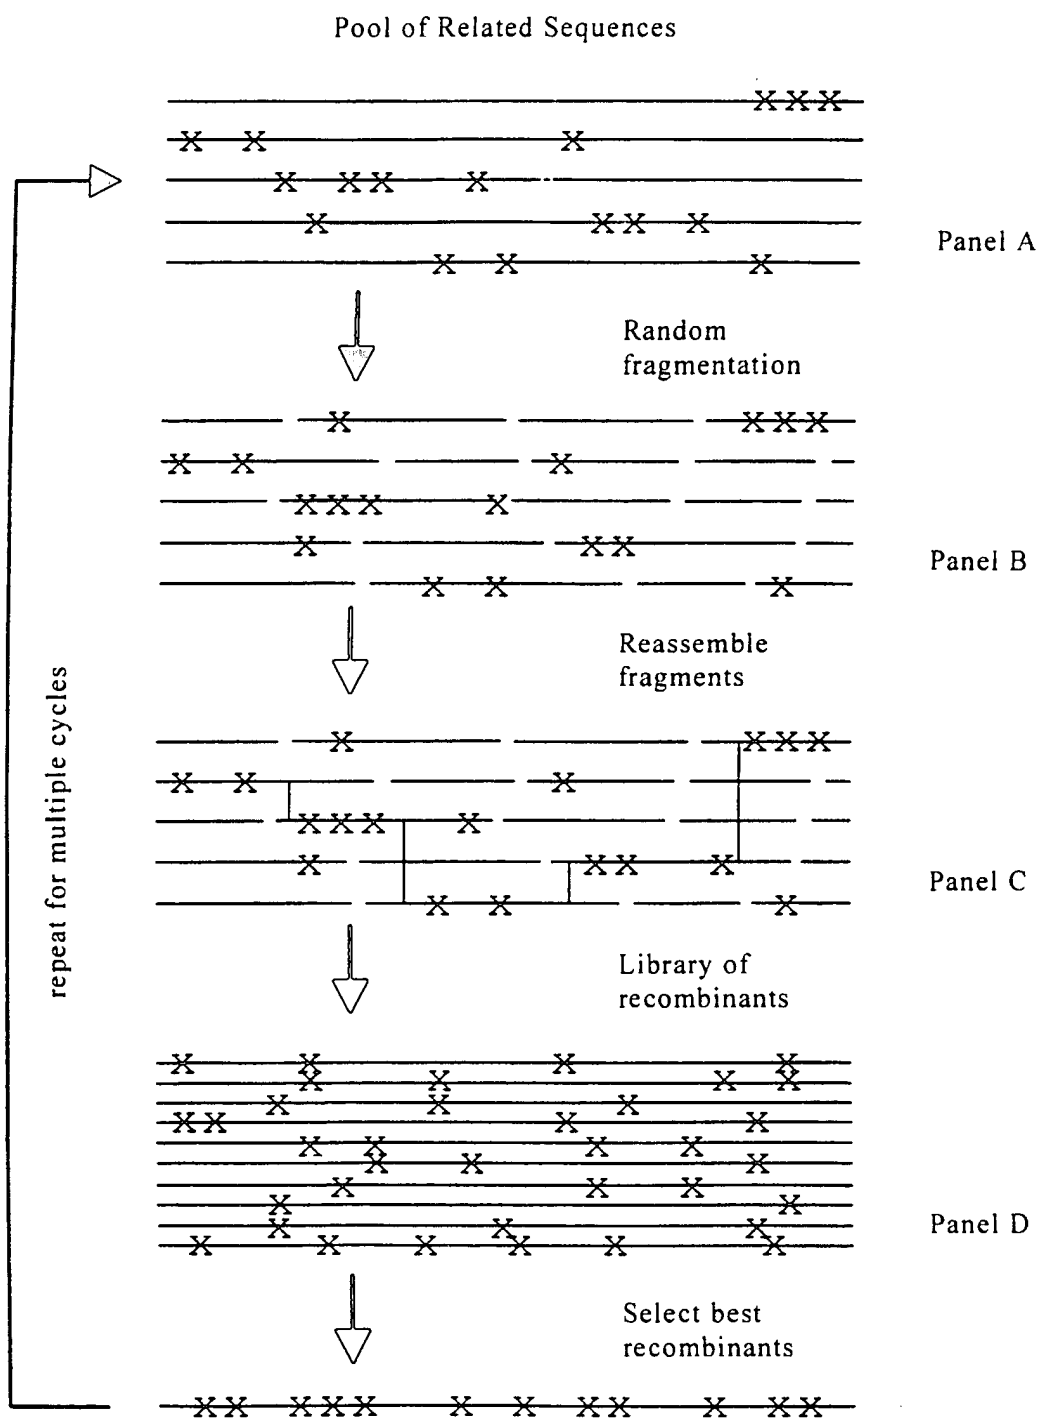 Pool of Related Sequences
Panel A
Random
fragmentation
Panel B
Reassemble
fragments
repeat for multiple cycles
Panel C
Library of
recombinants
Panel D
Select best
recombinants